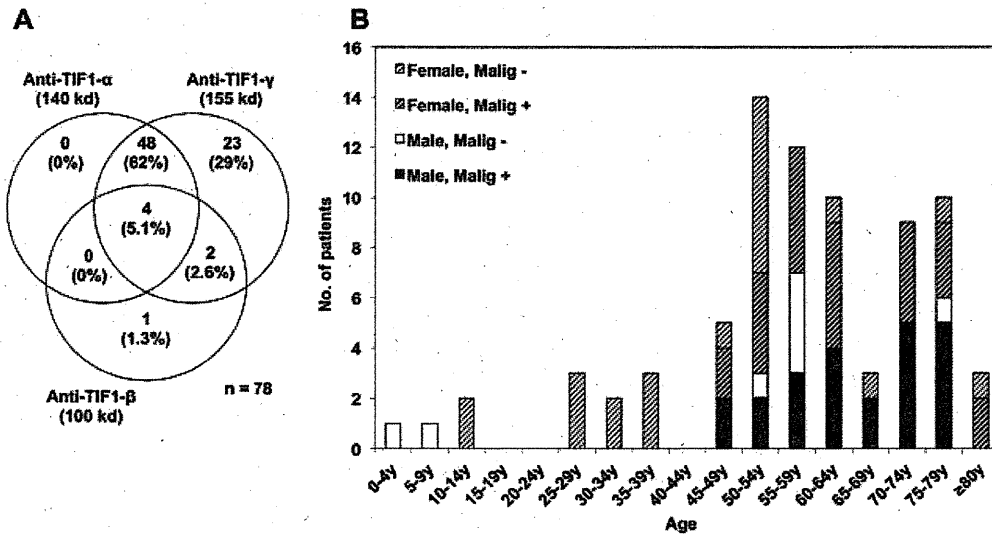 A
Anti-TIF1-α
(140 kd)
Anti-TIF1-γ
(155 kd)
0
(0%)
48
(62%)
23
(29%)
4
(5.1%)
0
(0%)
2
(2.6%)
1
(1.3%)
Anti-TIF1-β
(100 kd)
n = 78
B
No. of patients
16
14
12
10
8
6
4
2
0
Female, Malig -
Female, Malig +
Male, Malig -
Male, Malig +
0-4y
5-9y
10-14y
15-19y
20-24y
25-29y
30-34y
35-39y
40-44y
45-49y
50-54y
55-59y
60-64y
65-69y
70-74y
75-79y
≥80y
Age